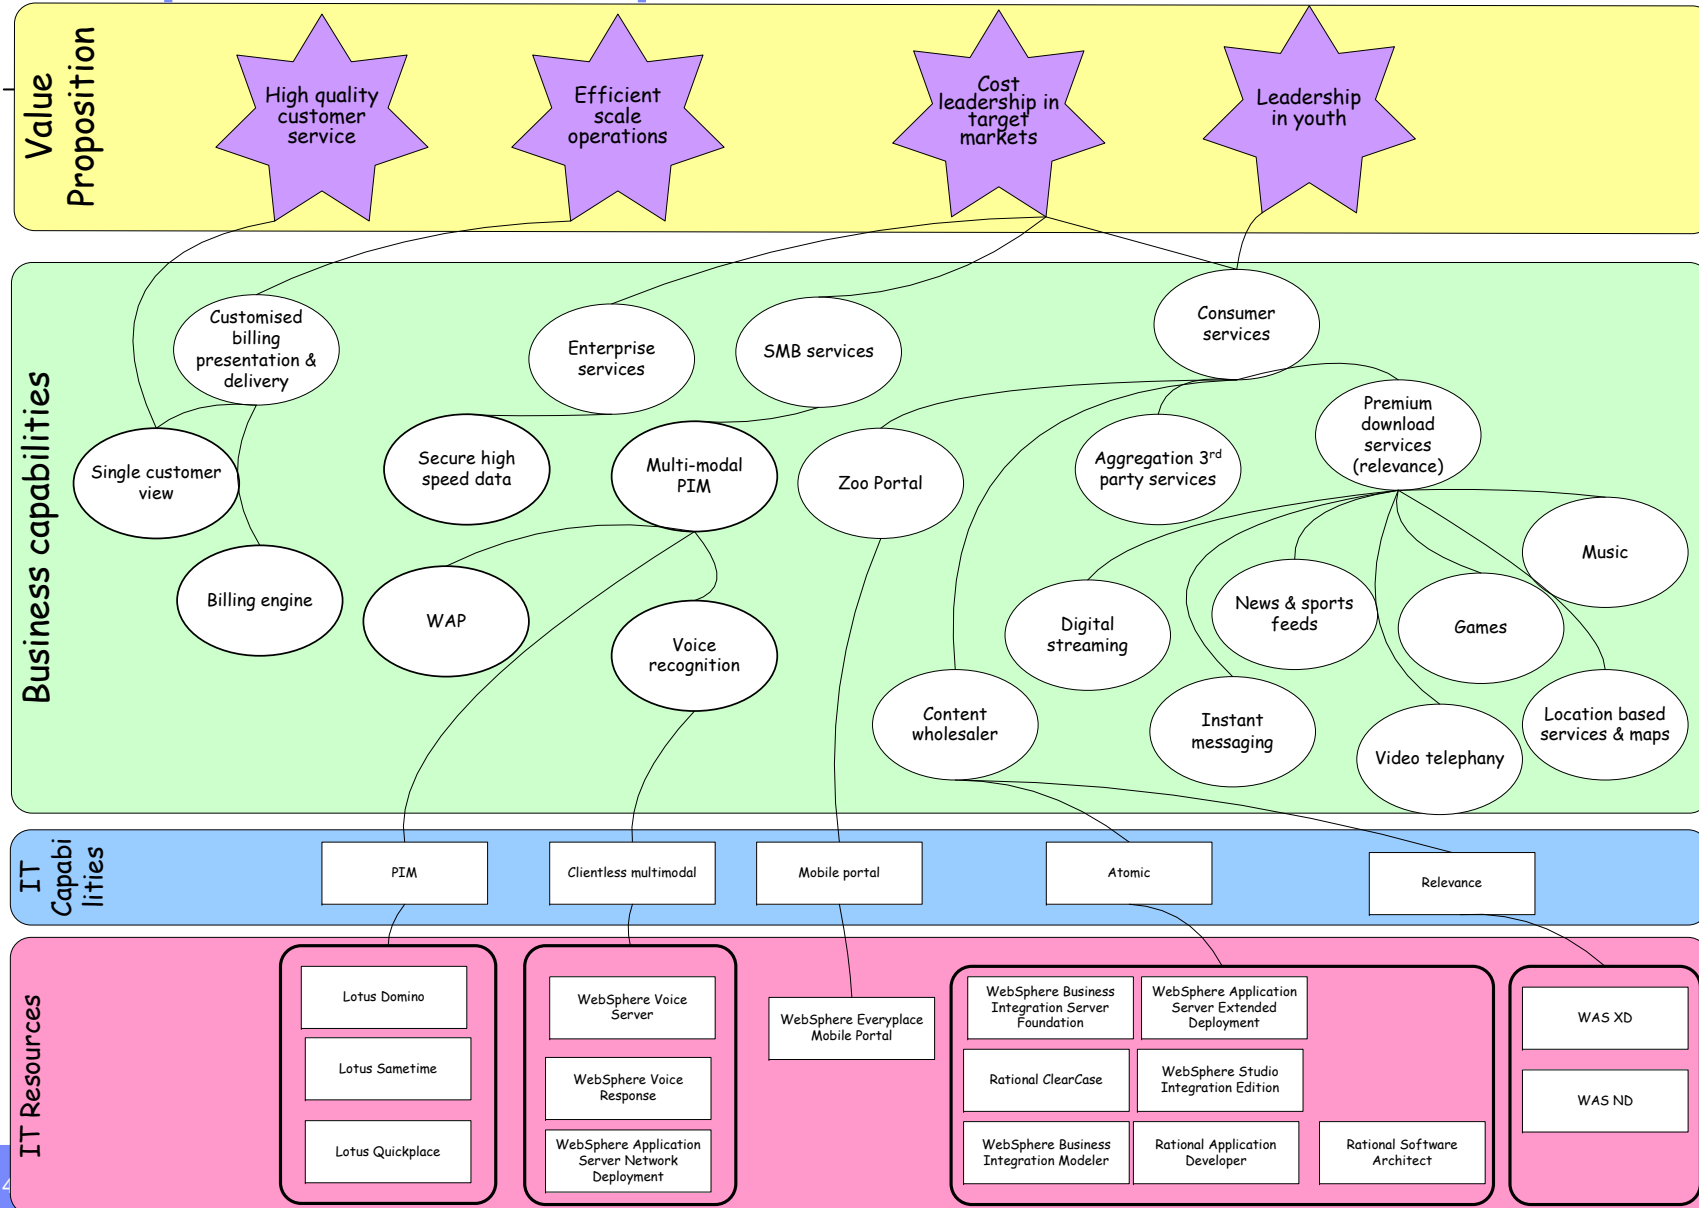 Value
Proposition
High quality
customer
service
Efficient
scale
operations
Cost
leadership in
target
markets
Leadership
in youth
Business capabilities
Customised
billing
presentation &
delivery
Enterprise
services
SMB services
Consumer
services
Single customer
view
Secure high
speed data
Multi-modal
PIM
Zoo Portal
Aggregation 3rd
party services
Premium
download
services
(relevance)
Billing engine
WAP
Voice
recognition
Digital
streaming
News & sports
feeds
Games
Music
Content
wholesaler
Instant
messaging
Video telephany
Location based
services & maps
IT
Capabi
lities
PIM
Clientless multimodal
Mobile portal
Atomic
Relevance
IT Resources
Lotus Domino
Lotus Sametime
Lotus Quickplace
WebSphere Voice
Server
WebSphere Voice
Response
WebSphere Application
Server Network
Deployment
WebSphere Everyplace
Mobile Portal
WebSphere Business
Integration Server
Foundation
WebSphere Application
Server Extended
Deployment
Rational ClearCase
WebSphere Studio
Integration Edition
WebSphere Business
Integration Modeler
Rational Application
Developer
Rational Software
Architect
WAS XD
WAS ND
4